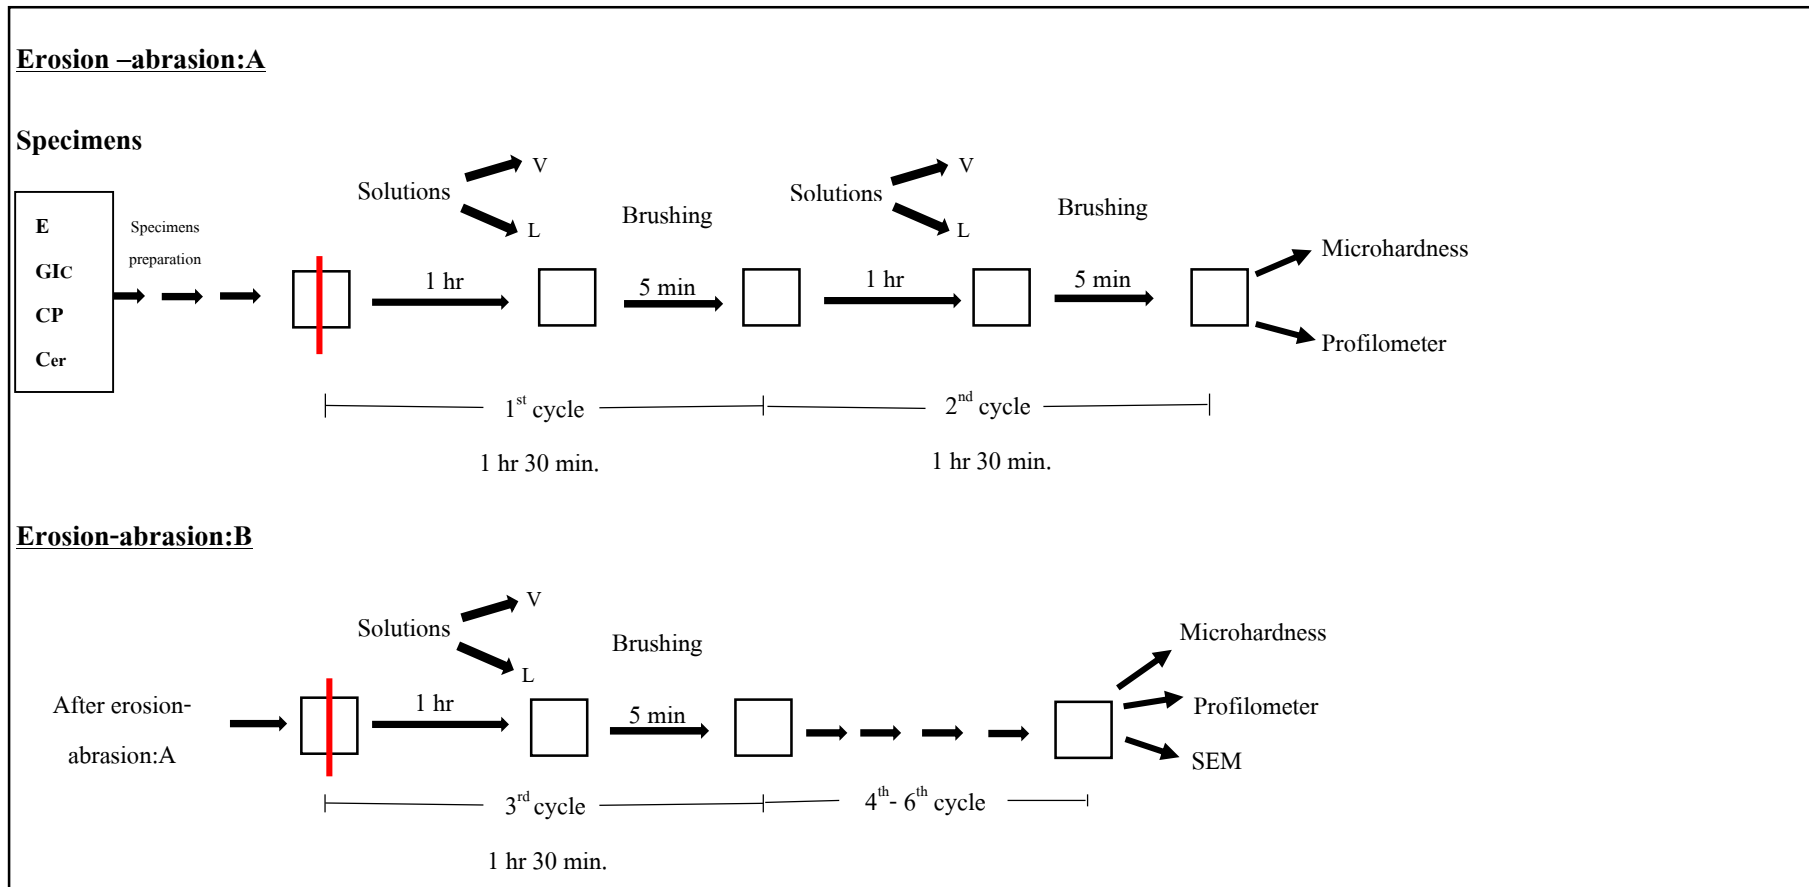 Erosion –abrasion:A
Specimens
E
GIC
CP
Cer
Specimens
preparation
Solutions
V
L
1 hr
Brushing
5 min
Solutions
V
L
1 hr
Brushing
5 min
Microhardness
Profilometer
1st cycle
1 hr 30 min.
2nd cycle
1 hr 30 min.
Erosion-abrasion:B
After erosion-
abrasion:A
Solutions
V
L
1 hr
Brushing
5 min
Microhardness
Profilometer
SEM
3rd cycle
1 hr 30 min.
4th- 6th cycle